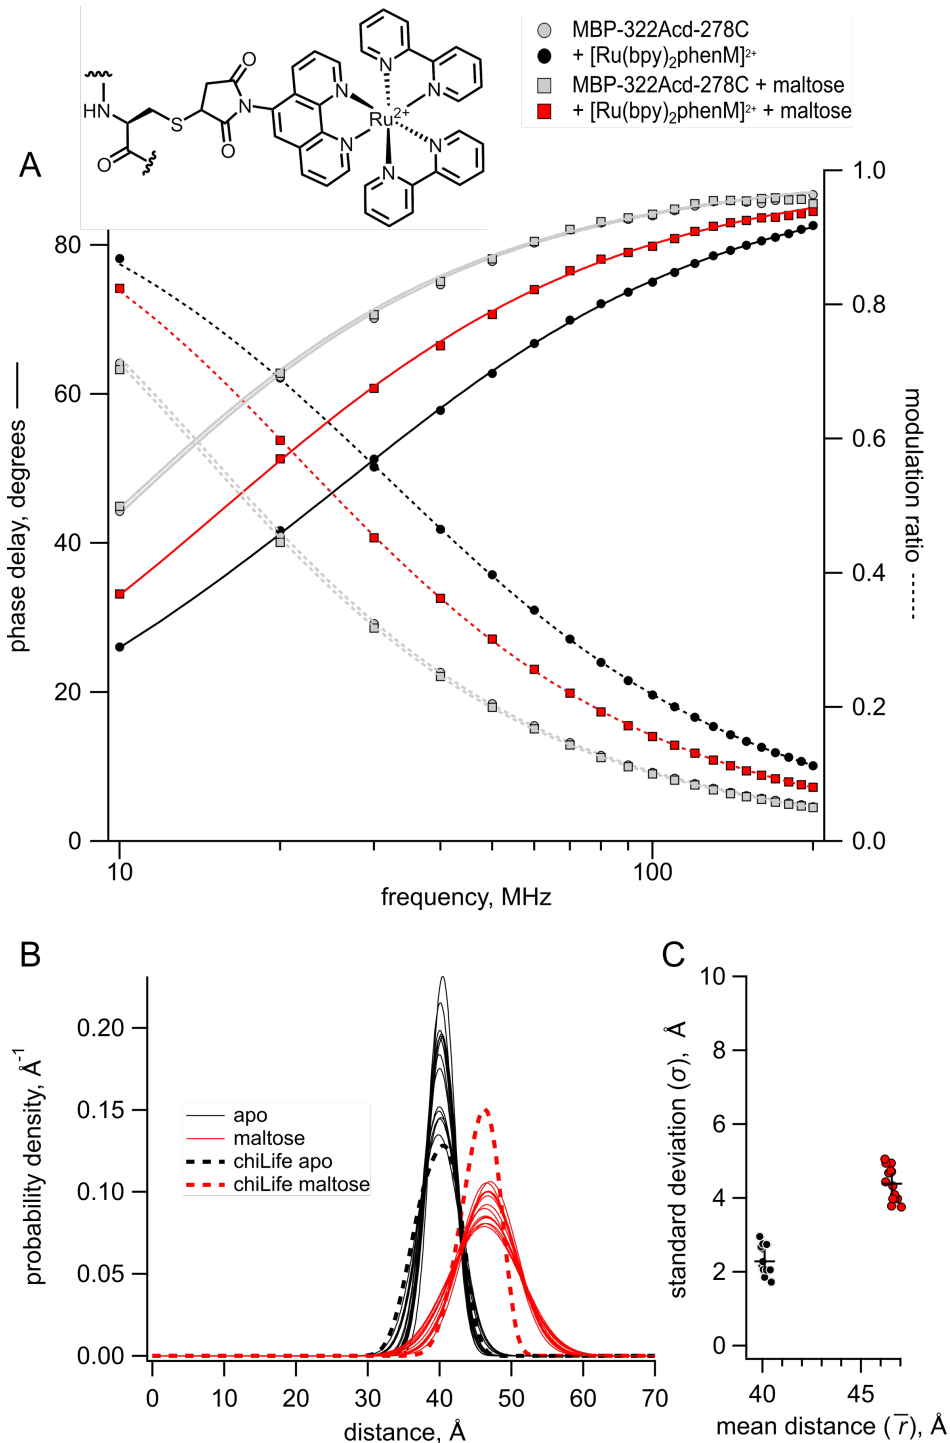 MBP-322Acd-278C
+ [Ru(bpy)₂phenM]²⁺
MBP-322Acd-278C + maltose
+ [Ru(bpy)₂phenM]²⁺ + maltose
HN
O
S
O
N
O
N
N
Ru²⁺
N
N
N
N
A
80
60
40
20
0
phase delay, degrees
1.0
0.8
0.6
0.4
0.2
0.0
modulation ratio
10
100
frequency, MHz
B
0.20
0.15
0.10
0.05
0.00
probability density, Å⁻¹
apo
maltose
chiLife apo
chiLife maltose
0
10
20
30
40
50
60
70
distance, Å
C
10
8
6
4
2
0
standard deviation (σ), Å
40
45
mean distance (r̅), Å